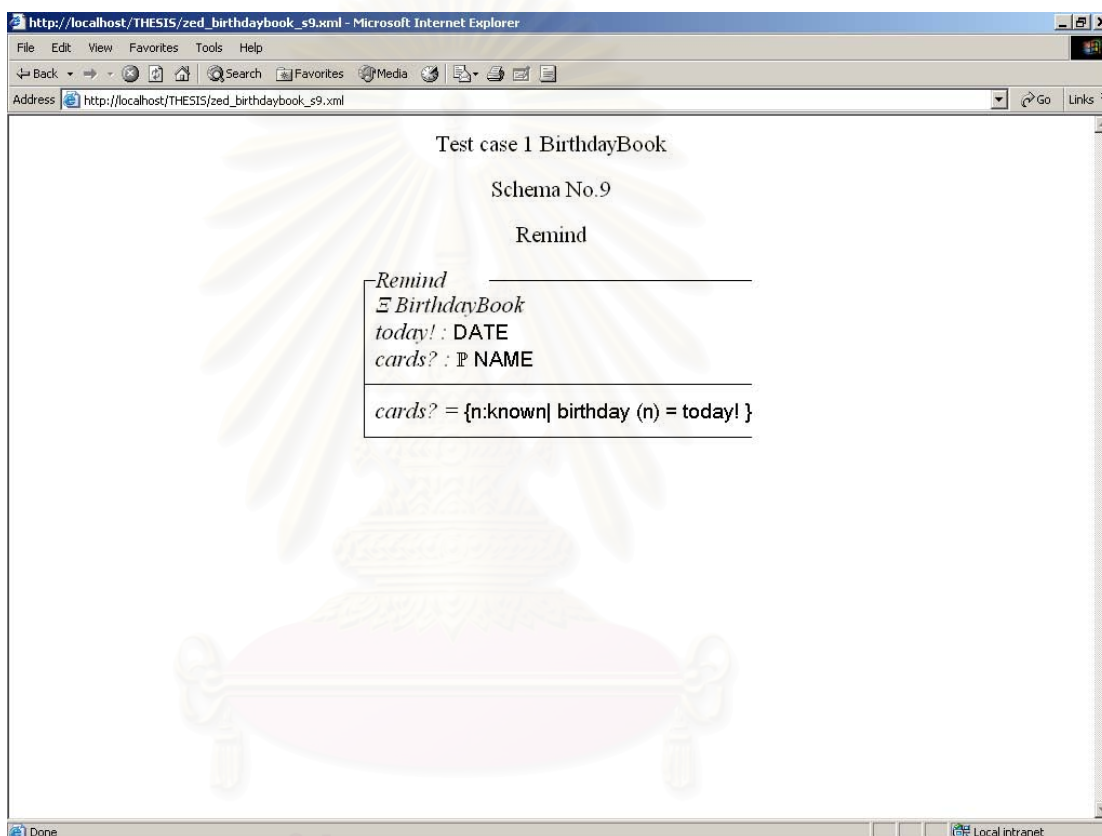 http://localhost/THESIS/zed_birthdaybook_s9.xml - Microsoft Internet Explorer
File Edit View Favorites Tools Help
Back Search Favorites Media
Address http://localhost/THESIS/zed_birthdaybook_s9.xml Go Links
Test case 1 BirthdayBook
Schema No.9
Remind
Remind
Ξ BirthdayBook
today! : DATE
cards? : ℙ NAME
cards? = {n:known| birthday (n) = today! }
Done Local intranet